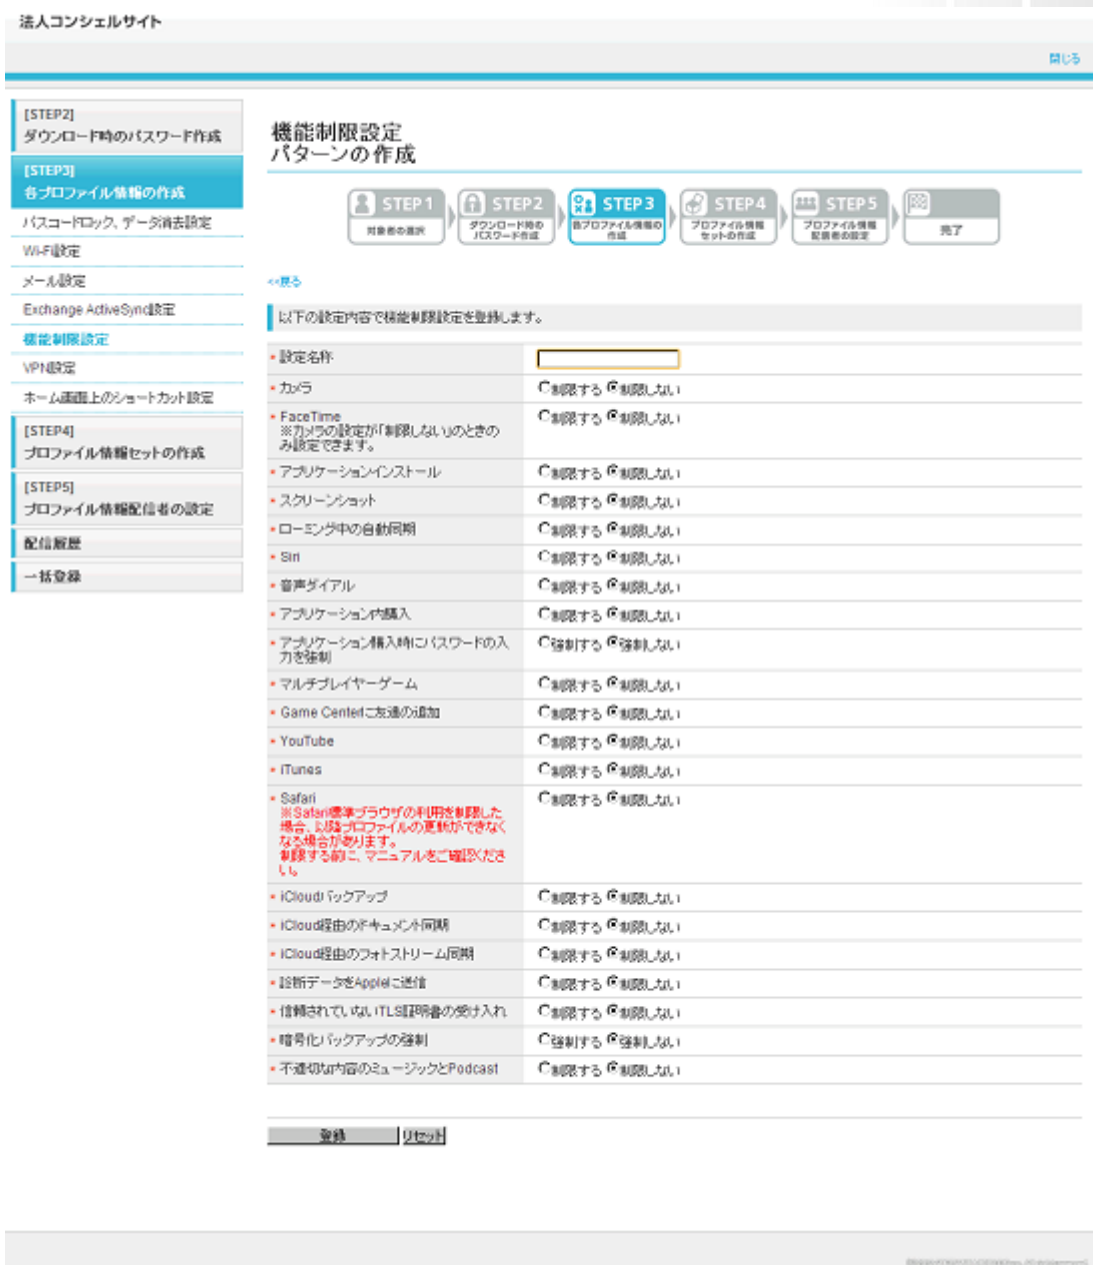 法人コンシェルサイト
閉じる
[STEP2]
ダウンロード時のパスワード作成
[STEP3]
各プロファイル情報の作成
パスコードロック、データ消去設定
Wi-Fi設定
メール設定
Exchange ActiveSync設定
機能制限設定
VPN設定
ホーム画面上のショートカット設定
[STEP4]
プロファイル情報セットの作成
[STEP5]
プロファイル情報配信者の設定
配信履歴
一括登録
機能制限設定
パターンの作成
STEP1
対象者の選択
STEP2
ダウンロード時の
パスワード作成
STEP3
各プロファイル情報の
作成
STEP4
プロファイル情報
セットの作成
STEP5
プロファイル情報
配信者の設定
完了
<<戻る
以下の設定内容で機能制限設定を登録します。
設定名称
カメラ 制限する 制限しない
FaceTime 制限する 制限しない
※カメラの設定が「制限しない」のときの
み設定できます。
アプリケーションインストール 制限する 制限しない
スクリーンショット 制限する 制限しない
ローミング中の自動同期 制限する 制限しない
Siri 制限する 制限しない
音声ダイアル 制限する 制限しない
アプリケーション内購入 制限する 制限しない
アプリケーション購入時にパスワードの入 強制する 強制しない
力を強制
マルチプレイヤーゲーム 制限する 制限しない
Game Centerに友達の追加 制限する 制限しない
YouTube 制限する 制限しない
iTunes 制限する 制限しない
Safari 制限する 制限しない
※Safari標準ブラウザの利用を制限した
場合、以降プロファイルの更新ができなく
なる場合があります。
制限する前に、マニュアルをご確認くださ
い。
iCloudバックアップ 制限する 制限しない
iCloud経由のドキュメント同期 制限する 制限しない
iCloud経由のフォトストリーム同期 制限する 制限しない
診断データをAppleに送信 制限する 制限しない
信頼されていないTLS証明書の受け入れ 制限する 制限しない
暗号化バックアップの強制 強制する 強制しない
不適切な内容のミュージックとPodcast 制限する 制限しない
登録 リセット